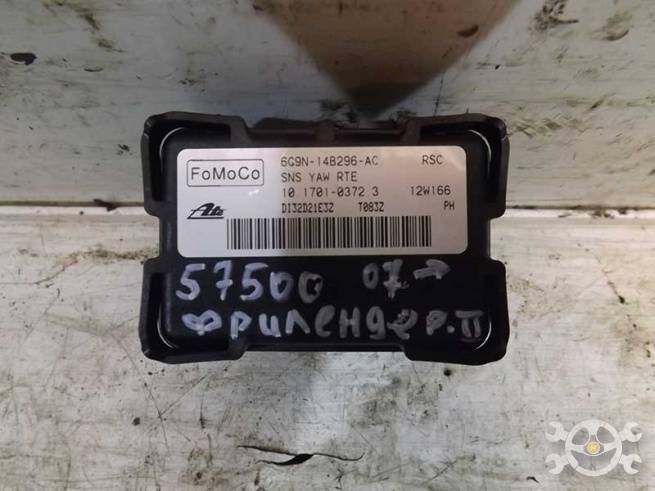 FoMoCo
6G9N-14B296-AC RSC
SNS YAW RTE
10 1701-0372 3 12W166
Ate DI32D21E3Z T083Z PH
57500 07→
фрилендер.II